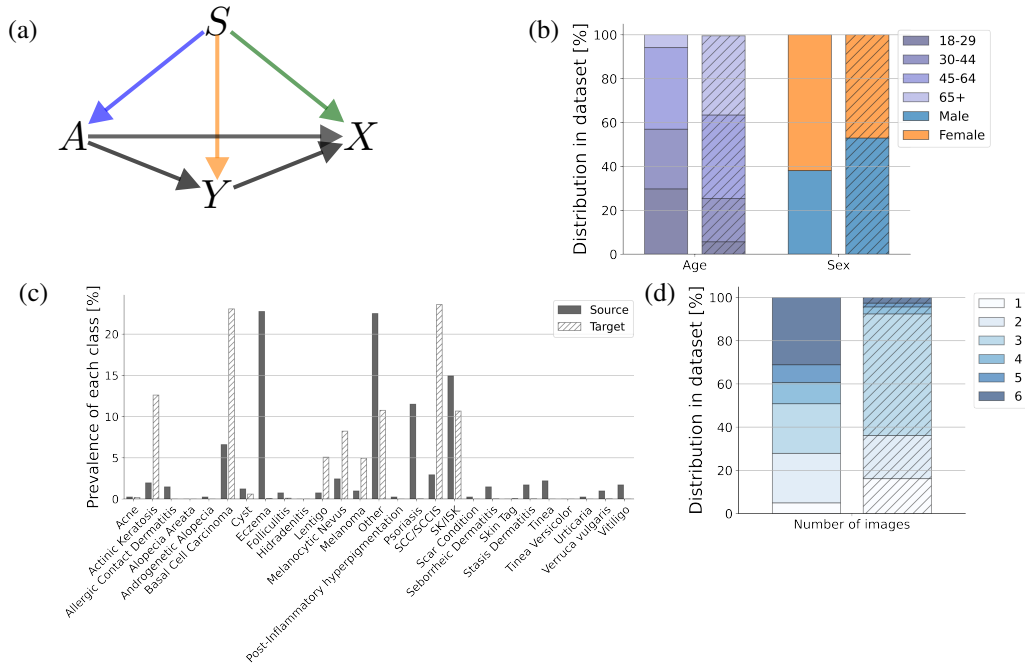 (a)
S
A
X
Y
(b)
Distribution in dataset [%]
100
80
60
40
20
0
Age
Sex
18-29
30-44
45-64
65+
Male
Female
(c)
Prevalence of each class [%]
20
15
10
5
0
Source
Target
Acne
Actinic Keratosis
Allergic Contact Dermatitis
Alopecia Areata
Androgenetic Alopecia
Basal Cell Carcinoma
Cyst
Eczema
Folliculitis
Hidradenitis
Lentigo
Melanocytic Nevus
Melanoma
Other
Post-Inflammatory hyperpigmentation
Psoriasis
SCC/SCCIS
SK/ISK
Scar Condition
Seborrheic Dermatitis
Skin Tag
Stasis Dermatitis
Tinea
Tinea Versicolor
Urticaria
Verruca vulgaris
Vitiligo
(d)
Distribution in dataset [%]
100
80
60
40
20
0
Number of images
1
2
3
4
5
6